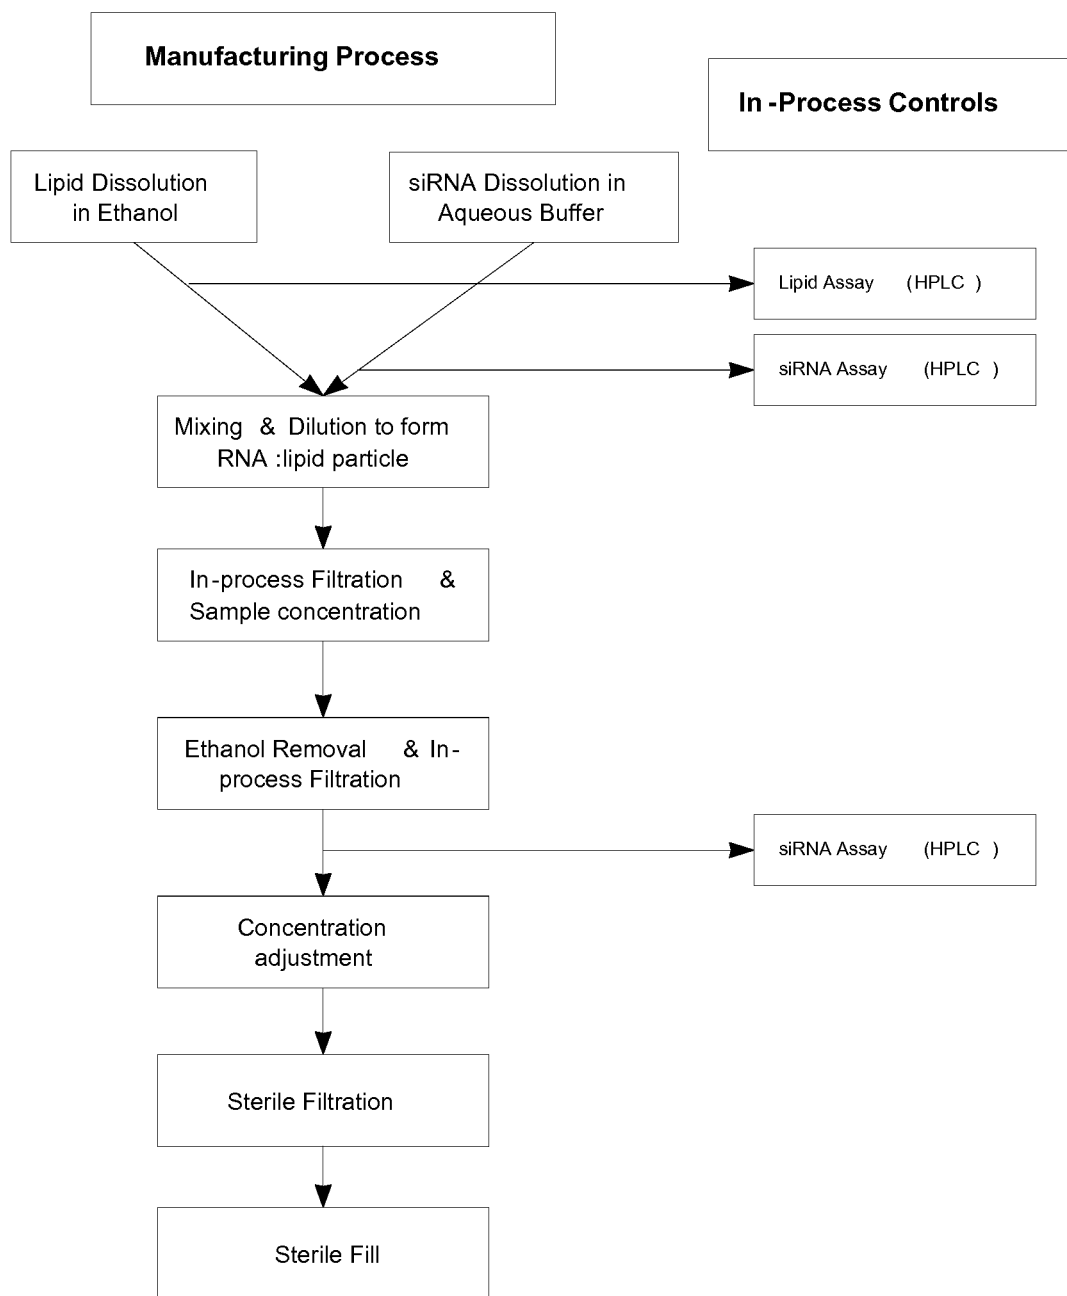 Manufacturing Process
In-Process Controls
Lipid Dissolution
in Ethanol
siRNA Dissolution in
Aqueous Buffer
Lipid Assay (HPLC )
siRNA Assay (HPLC )
Mixing & Dilution to form
RNA :lipid particle
In-process Filtration &
Sample concentration
Ethanol Removal & In-
process Filtration
siRNA Assay (HPLC )
Concentration
adjustment
Sterile Filtration
Sterile Fill